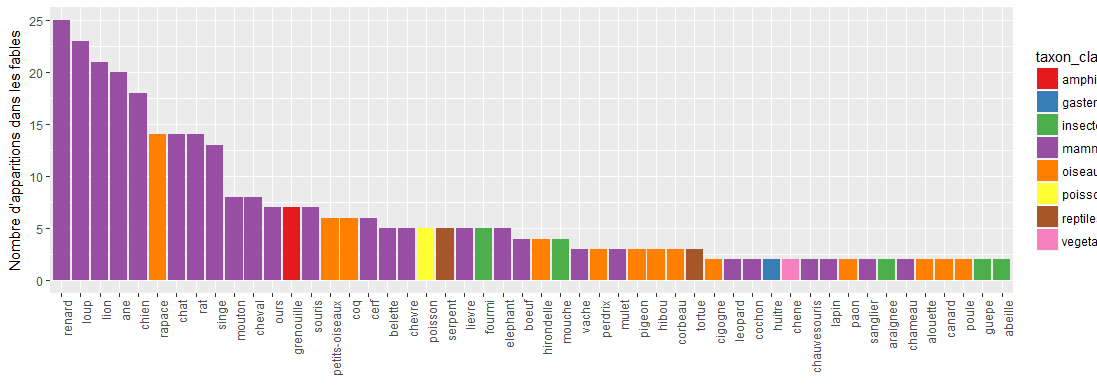 Nombre d'apparitions dans les fables
25
20
15
10
5
0
renard
loup
lion
ane
chien
rapace
chat
rat
singe
mouton
cheval
ours
grenouille
souris
petits-oiseaux
coq
cerf
belette
chevre
poisson
serpent
lievre
fourmi
elephant
boeuf
hirondelle
mouche
vache
perdrix
mulet
pigeon
hibou
corbeau
tortue
cigogne
leopard
cochon
huitre
chene
chauvesouris
lapin
paon
sanglier
araignee
chameau
alouette
canard
poule
guepe
abeille
taxon_cla
amphi
gaster
insecte
mamm
oiseau
poisso
reptile
vegeta